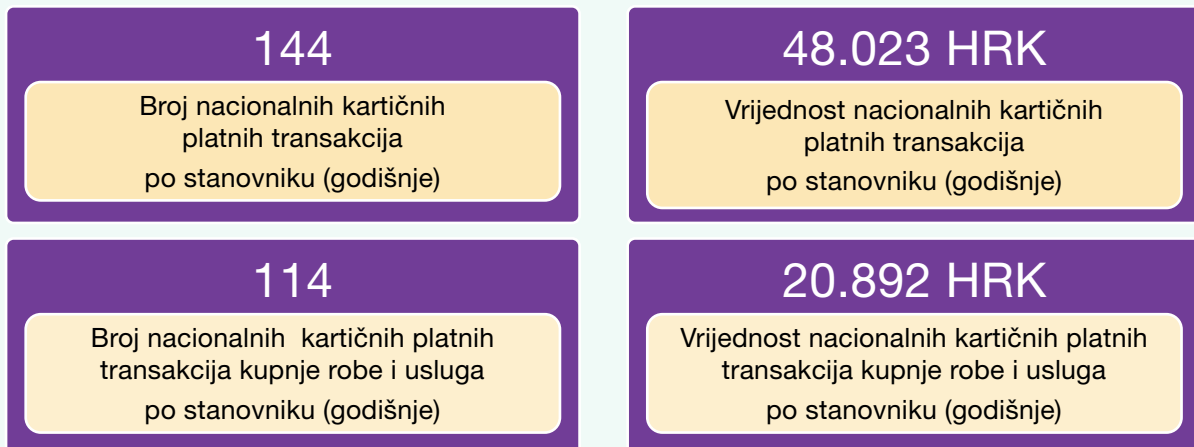 144
Broj nacionalnih kartičnih
platnih transakcija
po stanovniku (godišnje)
48.023 HRK
Vrijednost nacionalnih kartičnih
platnih transakcija
po stanovniku (godišnje)
114
Broj nacionalnih kartičnih platnih
transakcija kupnje robe i usluga
po stanovniku (godišnje)
20.892 HRK
Vrijednost nacionalnih kartičnih platnih
transakcija kupnje robe i usluga
po stanovniku (godišnje)